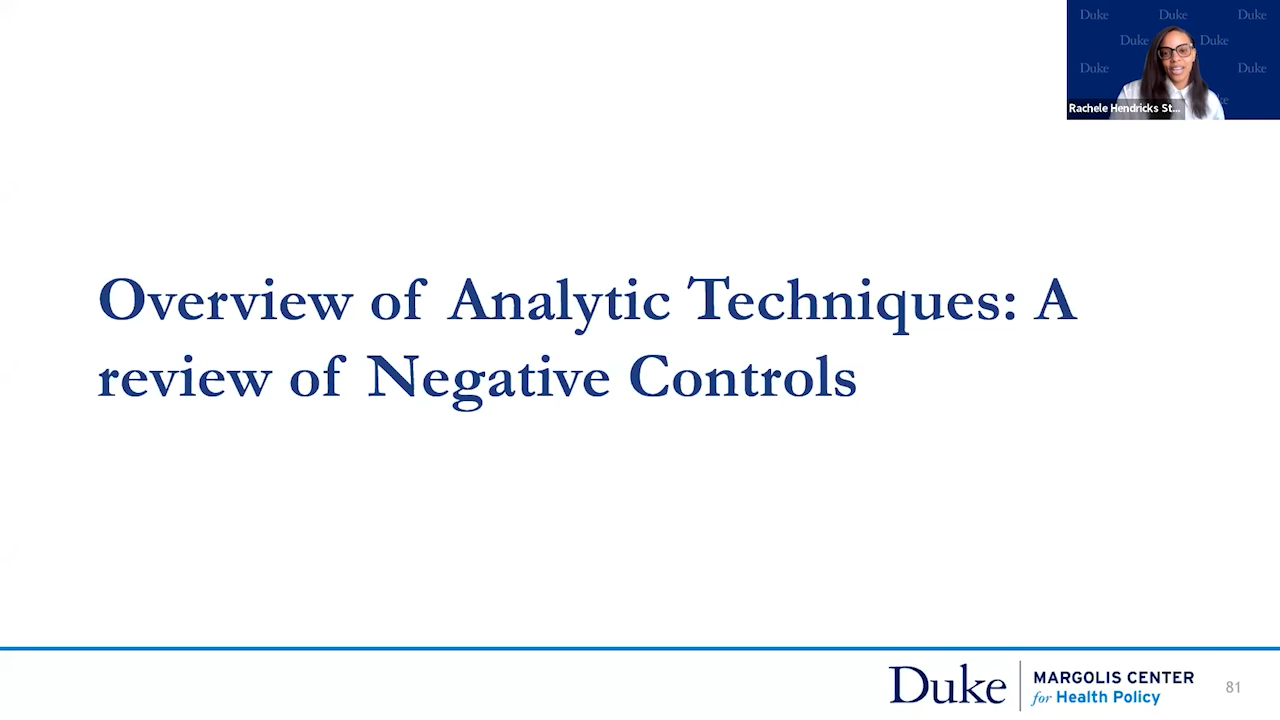 Duke Duke Duke
Duke Duke
Duke Duke
Rachele Hendricks St...
Overview of Analytic Techniques: A
review of Negative Controls
Duke
MARGOLIS CENTER
for Health Policy
81